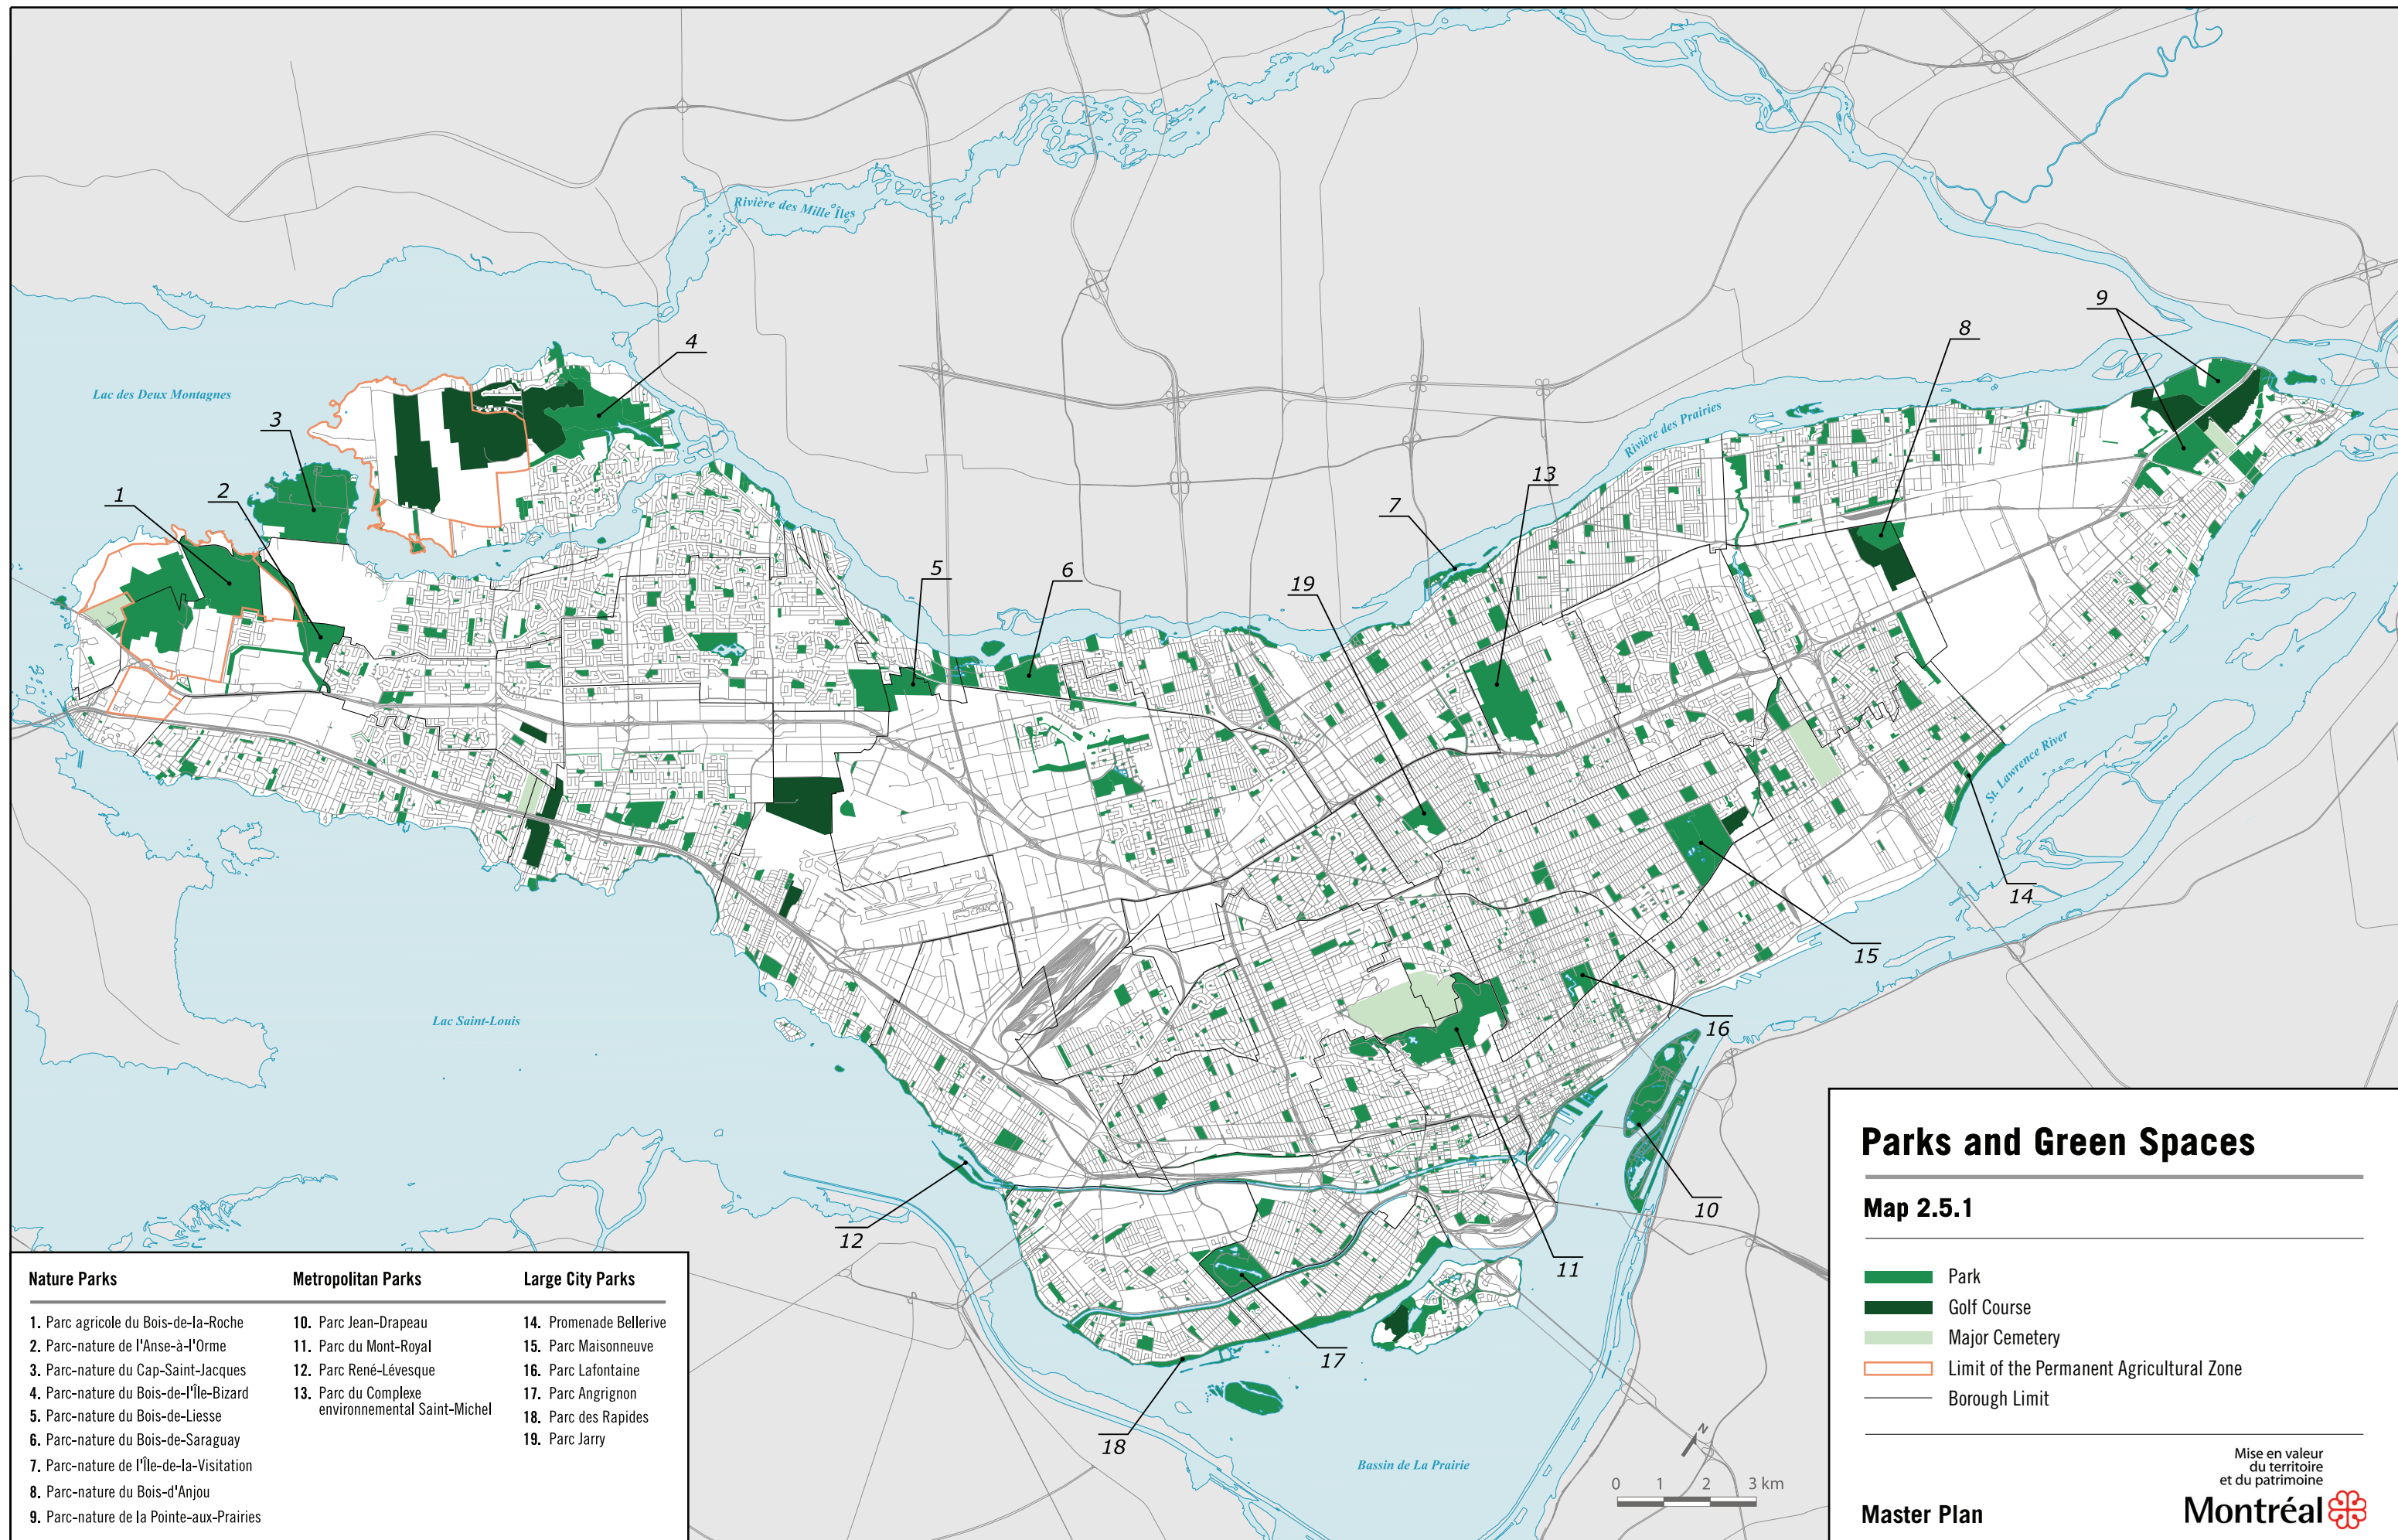 Rivière des Mille Îles
Lac des Deux Montagnes
Rivière des Prairies
St. Lawrence River
Lac Saint-Louis
Bassin de La Prairie
1
2
3
4
5
6
7
8
9
10
11
12
13
14
15
16
17
18
19
N
0 1 2 3 km
Nature Parks
1. Parc agricole du Bois-de-la-Roche
2. Parc-nature de l'Anse-à-l'Orme
3. Parc-nature du Cap-Saint-Jacques
4. Parc-nature du Bois-de-l'Île-Bizard
5. Parc-nature du Bois-de-Liesse
6. Parc-nature du Bois-de-Saraguay
7. Parc-nature de l'Île-de-la-Visitation
8. Parc-nature du Bois-d'Anjou
9. Parc-nature de la Pointe-aux-Prairies
Metropolitan Parks
10. Parc Jean-Drapeau
11. Parc du Mont-Royal
12. Parc René-Lévesque
13. Parc du Complexe
environnemental Saint-Michel
Large City Parks
14. Promenade Bellerive
15. Parc Maisonneuve
16. Parc Lafontaine
17. Parc Angrignon
18. Parc des Rapides
19. Parc Jarry
Parks and Green Spaces
Map 2.5.1
Park
Golf Course
Major Cemetery
Limit of the Permanent Agricultural Zone
Borough Limit
Mise en valeur
du territoire
et du patrimoine
Montréal
Master Plan